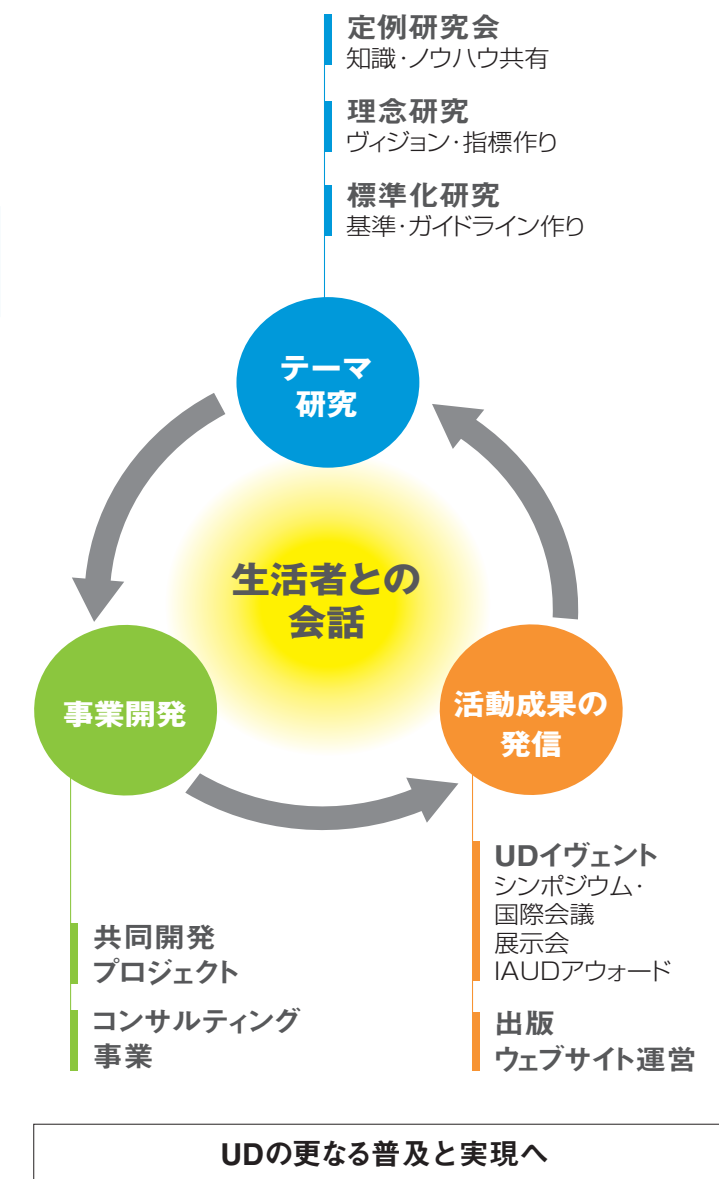 定例研究会
知識・ノウハウ共有
理念研究
ヴィジョン・指標作り
標準化研究
基準・ガイドライン作り
テーマ
研究
生活者との
会話
事業開発
活動成果の
発信
共同開発
プロジェクト
コンサルティング
事業
UDイヴェント
シンポジウム・
国際会議
展示会
IAUDアウォード
出版
ウェブサイト運営
UDの更なる普及と実現へ